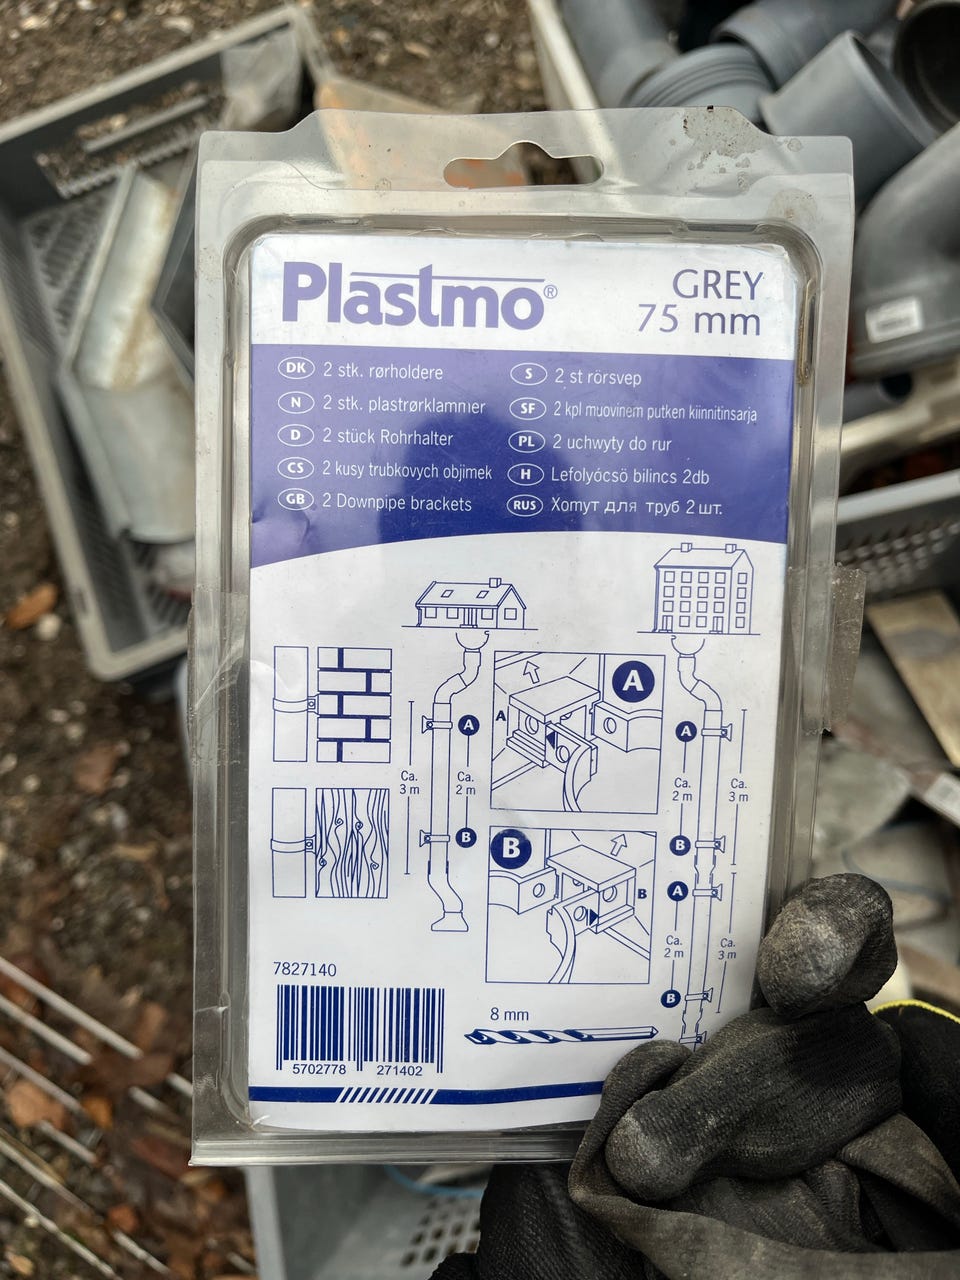 Plastmo®
GREY
75 mm
DK 2 stk. rørholdere
N 2 stk. plastrørklammer
D 2 stück Rohrhalter
CS 2 kusy trubkovych objimek
GB 2 Downpipe brackets
S 2 st rörsvep
SF 2 kpl muovinem putken kiinnitinsarja
PL 2 uchwyty do rur
H Lefolyócsö bilincs 2db
RUS Хомут для труб 2 шт.
A
A
A
A
Ca.
3 m
Ca.
2 m
Ca.
2 m
Ca.
3 m
B
B
B
B
A
Ca.
2 m
Ca.
3 m
B
7827140
8 mm
5702778 271402